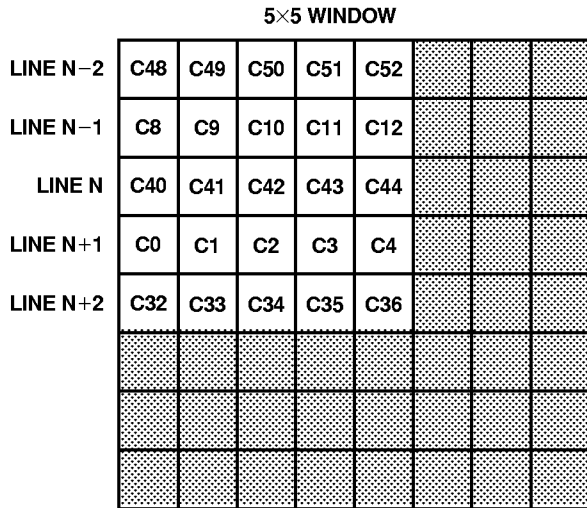 5×5 WINDOW
LINE N−2 C48 C49 C50 C51 C52
LINE N−1 C8 C9 C10 C11 C12
LINE N C40 C41 C42 C43 C44
LINE N+1 C0 C1 C2 C3 C4
LINE N+2 C32 C33 C34 C35 C36